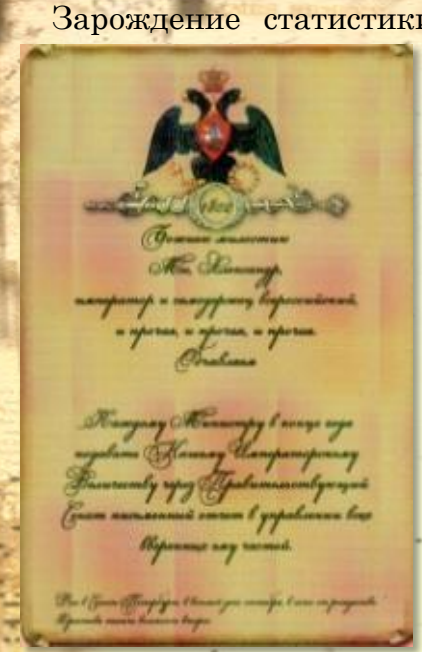 Зарождение статистики
1802
Божиею милостию
Мы, Александр,
император и самодержец всероссийский,
и прочая, и прочая, и прочая.
Объявляем
Каждому Министру в конце года
подавать Нашему Императорскому
Величеству через Правительствующий
Сенат письменный отчет в управлении всех
вверенных ему частей.